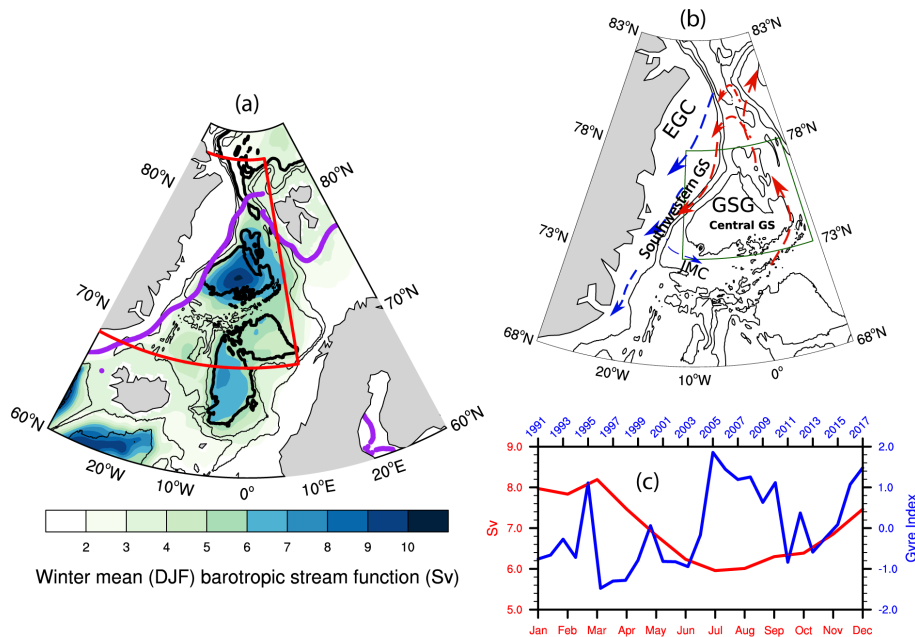 (a)
80°N
80°N
70°N
70°N
60°N
60°N
20°W
0°
10°E
20°E
2 3 4 5 6 7 8 9 10
Winter mean (DJF) barotropic stream function (Sv)
(b)
83°N
83°N
78°N
78°N
73°N
73°N
68°N
68°N
20°W
10°W
0°
EGC
Southwestern GS
GSG
Central GS
JMC
1991 1993 1995 1997 1999 2001 2003 2005 2007 2009 2011 2013 2015 2017
(c)
9.0
8.0
7.0
6.0
5.0
Sv
2.0
1.0
0.0
-1.0
-2.0
Gyre Index
Jan Feb Mar Apr May Jun Jul Aug Sep Oct Nov Dec